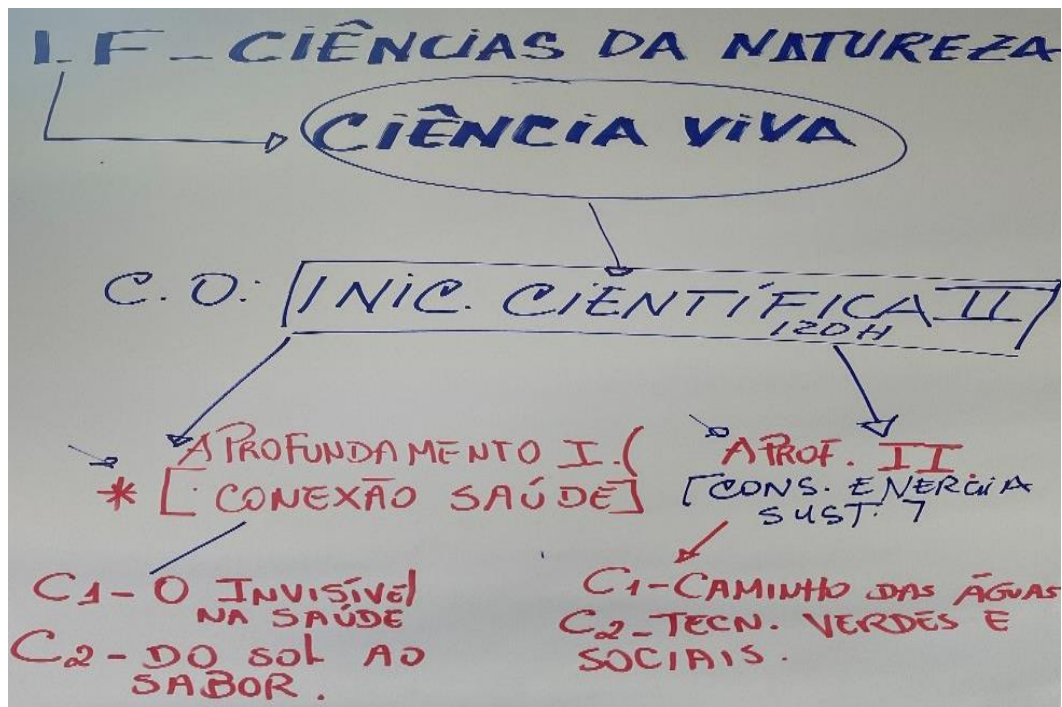 I.F - CIÊNCIAS DA NATUREZA
CIÊNCIA VIVA
C.O: INIC. CIENTÍFICA II
120H
APROFUNDAMENTO I. (
* [. CONEXÃO SAÚDE]
APROF. II
[CONS. ENERGIA
SUST. 7
C1 - O INVISÍVEL
NA SAÚDE
C2 - DO SOL AO
SABOR.
C1 - CAMINHO DAS ÁGUAS
C2 - TECN. VERDES E
SOCIAIS.